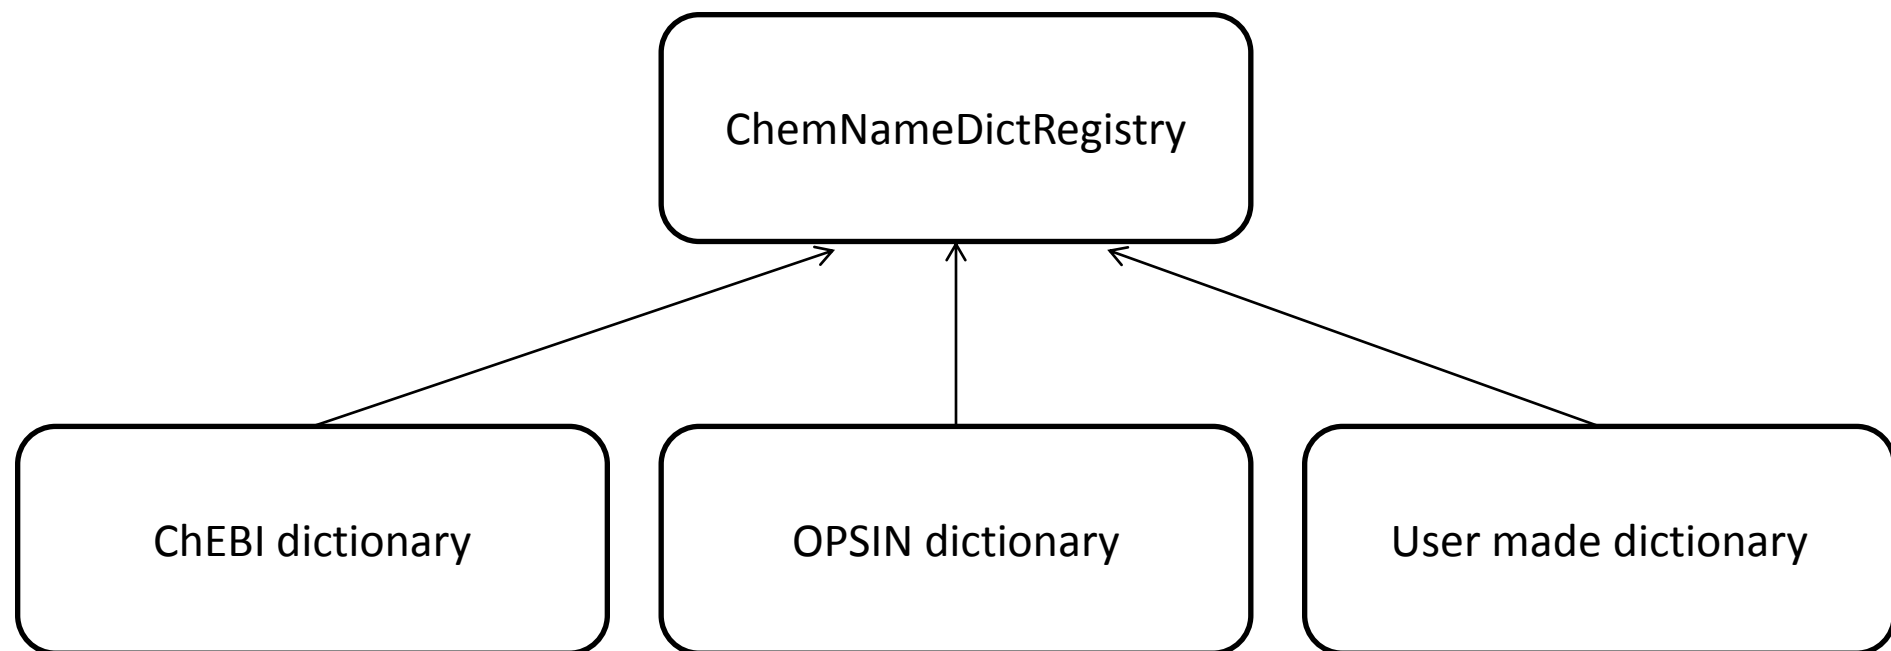 ChemNameDictRegistry
ChEBI dictionary
OPSIN dictionary
User made dictionary